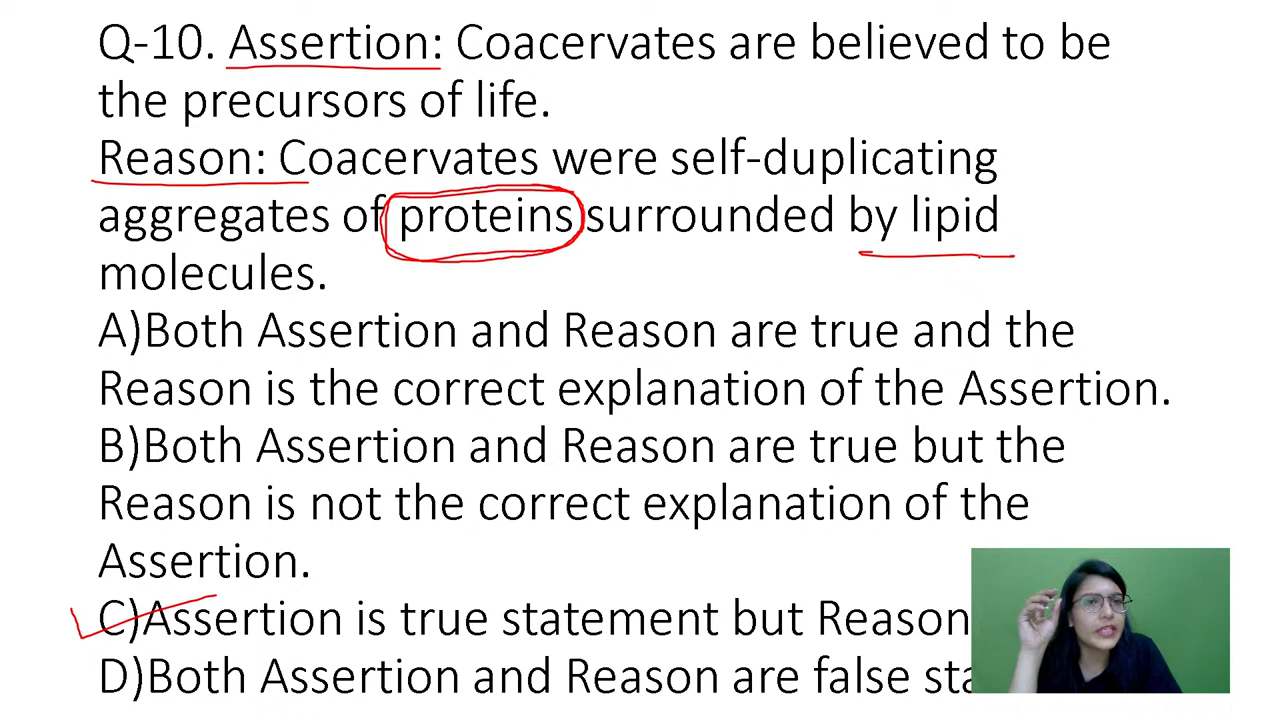 Q-10. Assertion: Coacervates are believed to be
the precursors of life.
Reason: Coacervates were self-duplicating
aggregates of proteins surrounded by lipid
molecules.
A)Both Assertion and Reason are true and the
Reason is the correct explanation of the Assertion.
B)Both Assertion and Reason are true but the
Reason is not the correct explanation of the
Assertion.
C)Assertion is true statement but Reason
D)Both Assertion and Reason are false